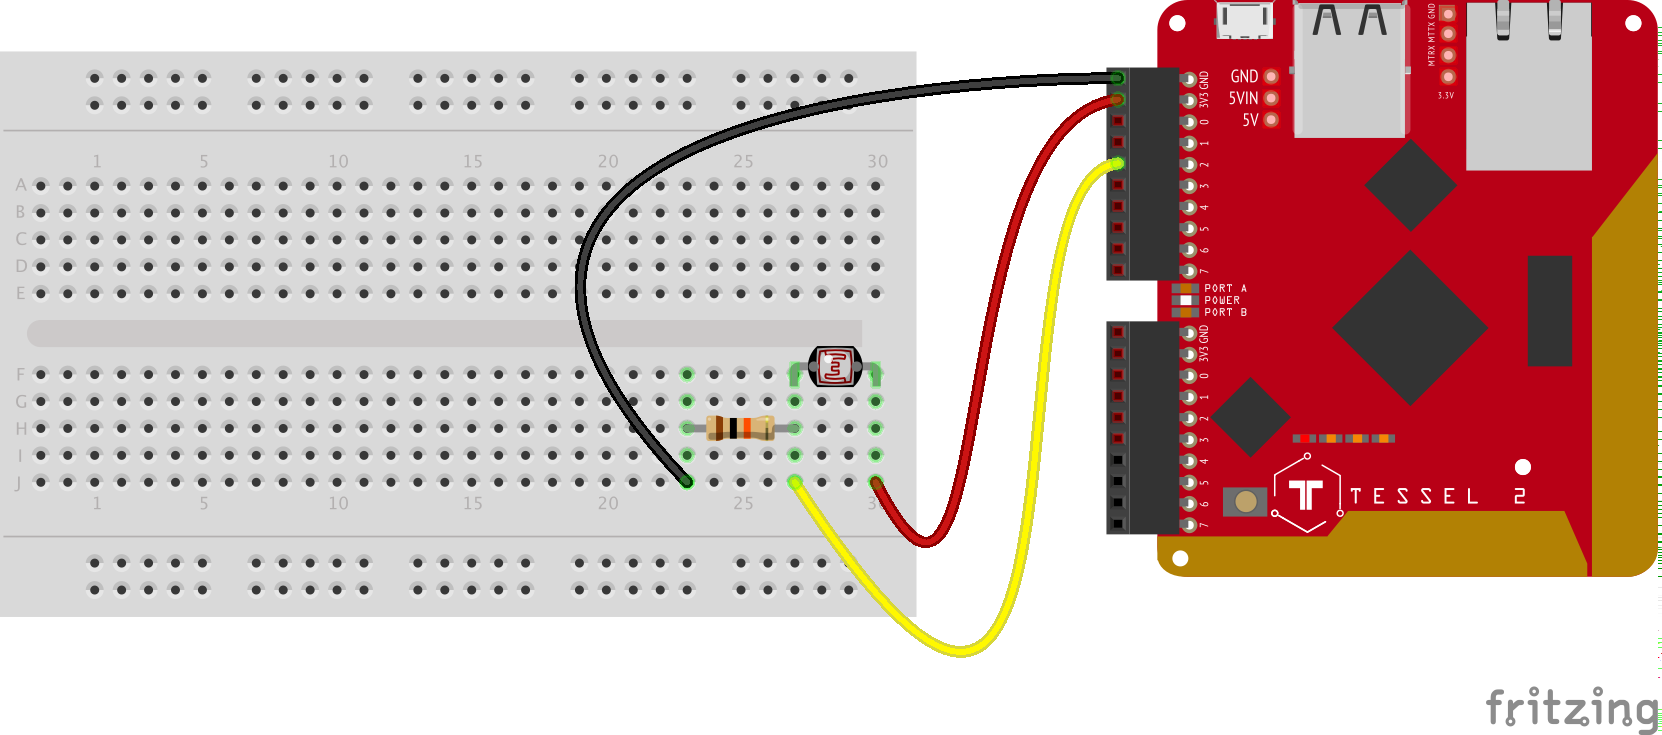 1 5 10 15 20 25 30
A
B
C
D
E
F
G
H
I
J
1 5 10 15 20 25 3
GND
5VIN
5V
MTRX MTTX GND
3.3V
GND
3V3
0
1
2
3
4
5
6
7
PORT A
POWER
PORT B
GND
3V3
0
1
2
3
4
5
6
7
TESSEL 2
fritzing